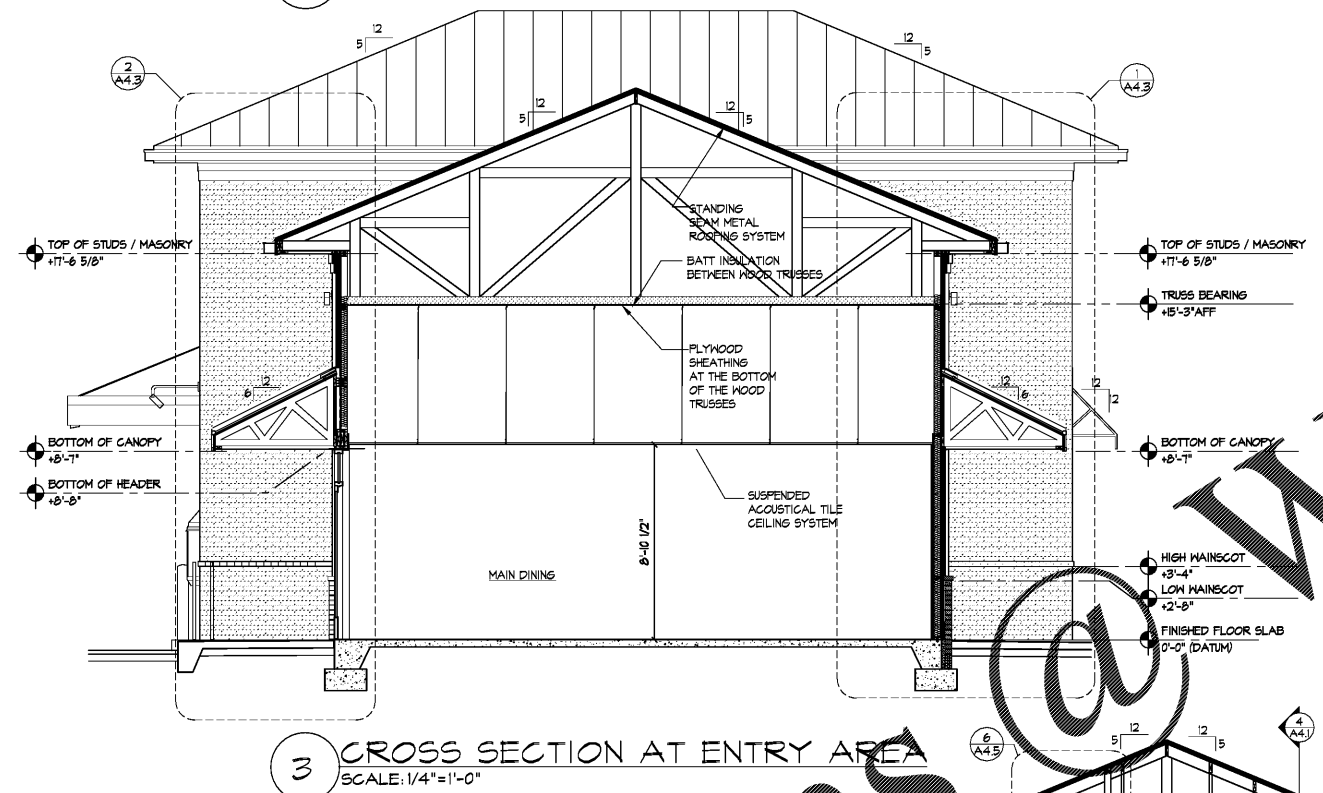 12
5
12
5
2
A4.3
1
A4.3
12
5
12
5
STANDING
SEAM METAL
ROOFING SYSTEM
TOP OF STUDS / MASONRY
+17'-6 5/8"
TOP OF STUDS / MASONRY
+17'-6 5/8"
BATT INSULATION
BETWEEN WOOD TRUSSES
TRUSS BEARING
+15'-3"AFF
PLYWOOD
SHEATHING
AT THE BOTTOM
OF THE WOOD
TRUSSES
12
6
12
6
12
12
BOTTOM OF CANOPY
+8'-7"
BOTTOM OF CANOPY
+8'-7"
BOTTOM OF HEADER
+8'-8"
SUSPENDED
ACOUSTICAL TILE
CEILING SYSTEM
8'-10 1/2"
MAIN DINING
HIGH WAINSCOT
+3'-4"
LOW WAINSCOT
+2'-8"
FINISHED FLOOR SLAB
0'-0" (DATUM)
3
CROSS SECTION AT ENTRY AREA
SCALE: 1/4"=1'-0"
6
A4.5
12
5
12
5
4
A4.1
@